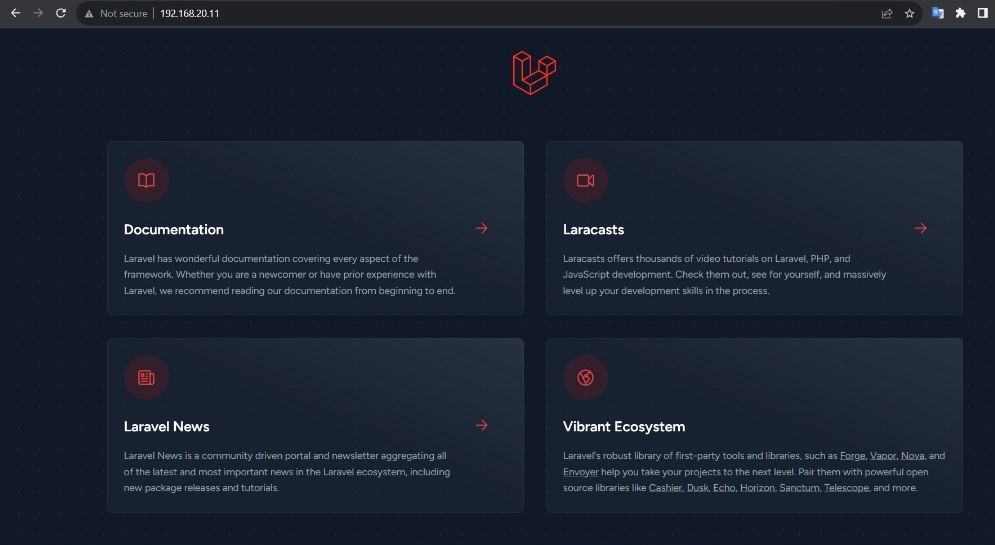 Not secure | 192.168.20.11
Documentation
Laravel has wonderful documentation covering every aspect of the
framework. Whether you are a newcomer or have prior experience with
Laravel, we recommend reading our documentation from beginning to end.
Laracasts
Laracasts offers thousands of video tutorials on Laravel, PHP, and
JavaScript development. Check them out, see for yourself, and massively
level up your development skills in the process.
Laravel News
Laravel News is a community driven portal and newsletter aggregating all
of the latest and most important news in the Laravel ecosystem, including
new package releases and tutorials.
Vibrant Ecosystem
Laravel's robust library of first-party tools and libraries, such as Forge, Vapor, Nova, and
Envoyer help you take your projects to the next level. Pair them with powerful open
source libraries like Cashier, Dusk, Echo, Horizon, Sanctum, Telescope, and more.